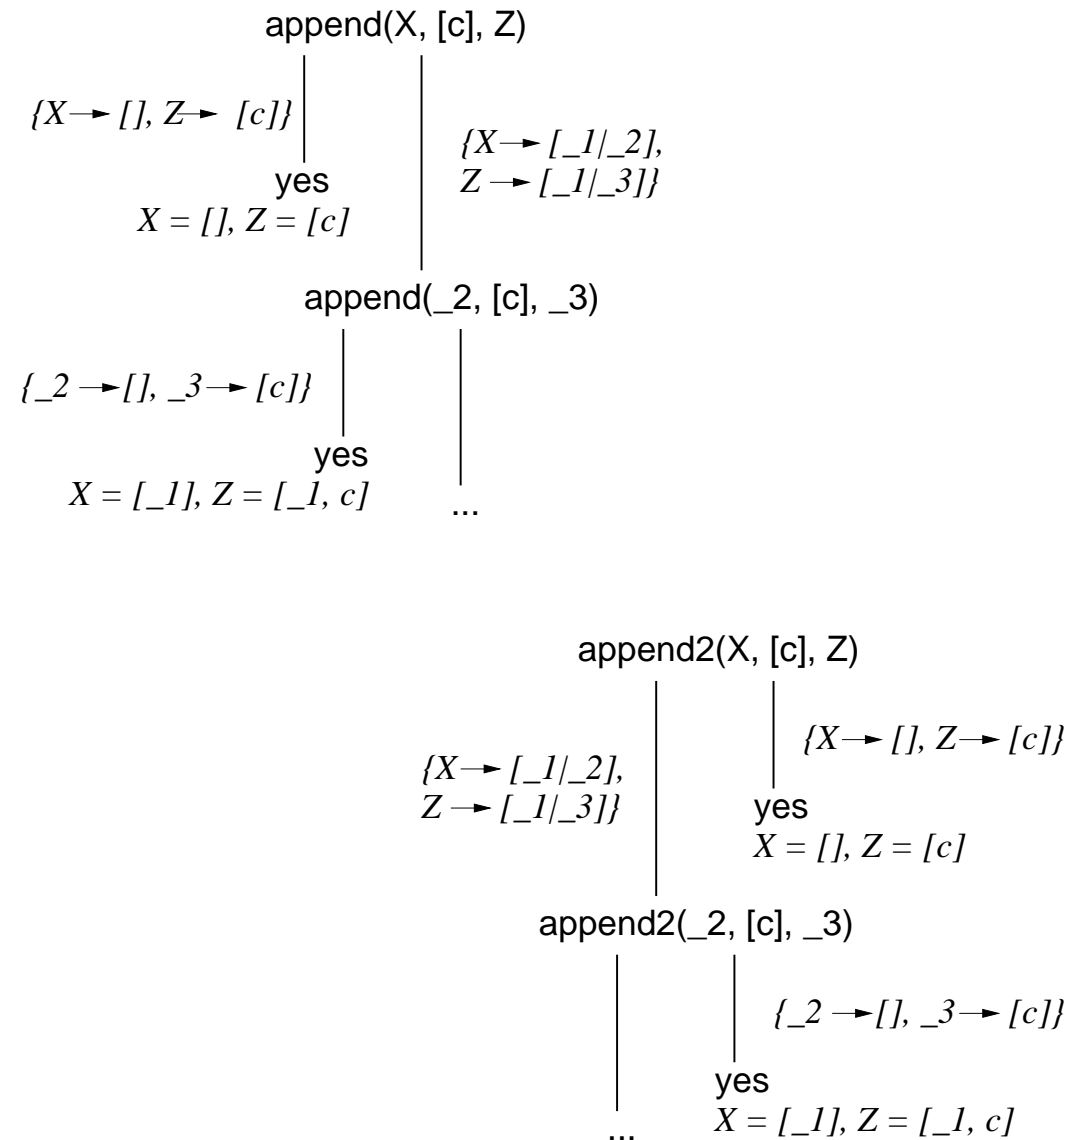 append(X, [c], Z)
{X→ [], Z→ [c]}
{X→ [_1|_2],
Z → [_1|_3]}
yes
X = [], Z = [c]
append(_2, [c], _3)
{_2 →[], _3→ [c]}
yes
X = [_1], Z = [_1, c]
...
append2(X, [c], Z)
{X→ [], Z→ [c]}
{X→ [_1|_2],
Z → [_1|_3]}
yes
X = [], Z = [c]
append2(_2, [c], _3)
{_2 →[], _3→ [c]}
yes
X = [_1], Z = [_1, c]
...